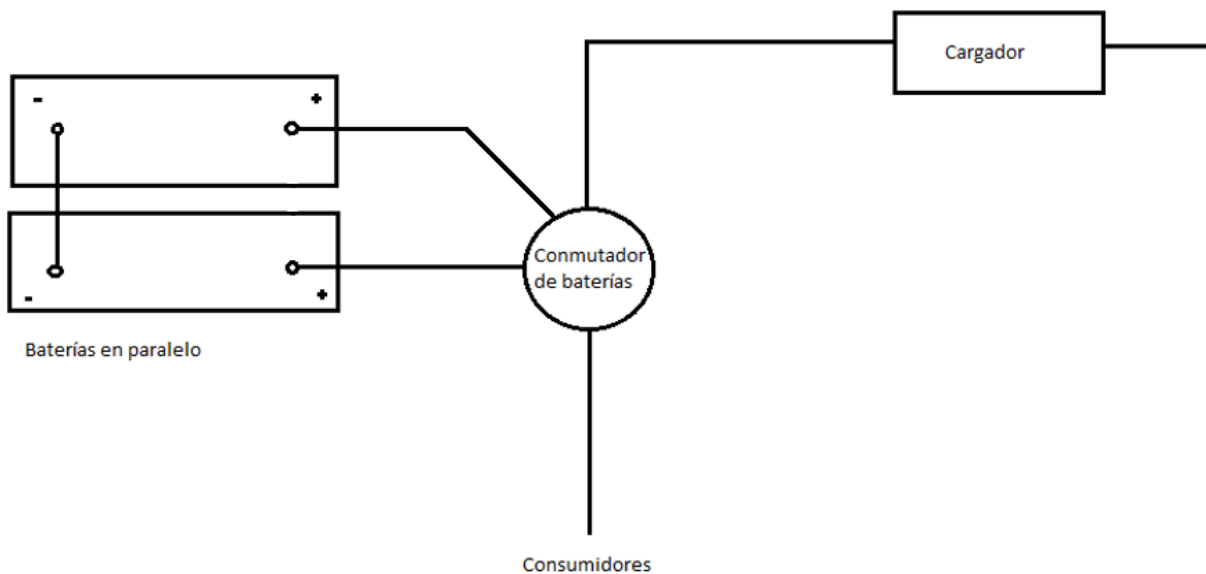 Cargador
- +
Conmutador
de baterías
- +
Baterías en paralelo
Consumidores